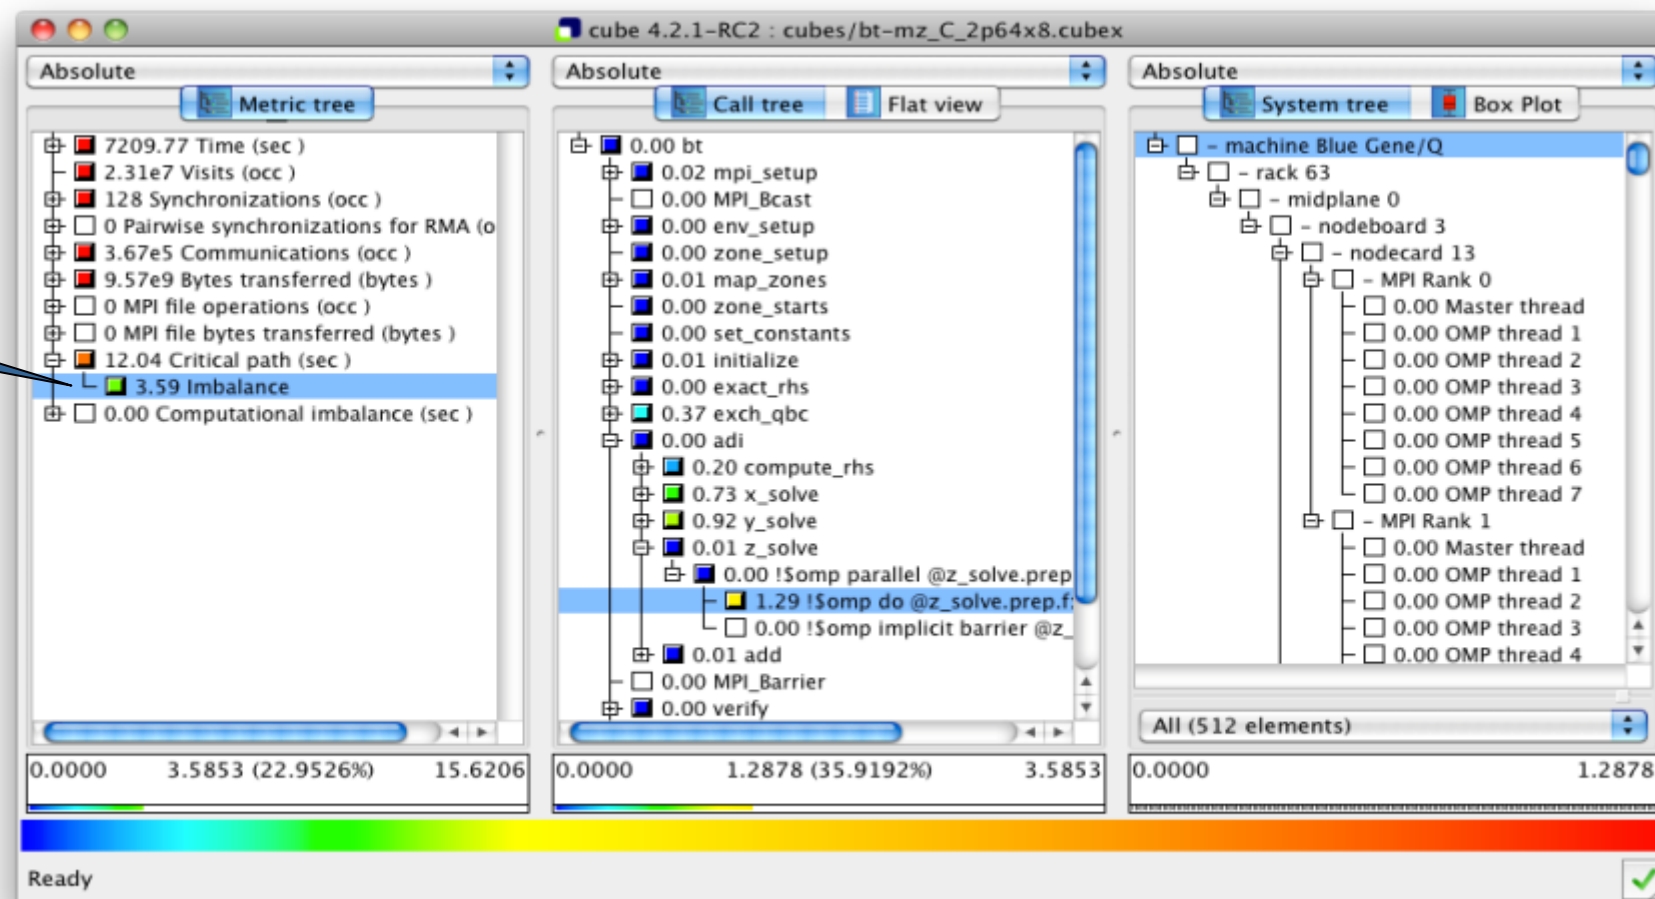 cube 4.2.1-RC2 : cubes/bt-mz_C_2p64x8.cubex
Absolute
Metric tree
7209.77 Time (sec )
2.31e7 Visits (occ )
128 Synchronizations (occ )
0 Pairwise synchronizations for RMA (o
3.67e5 Communications (occ )
9.57e9 Bytes transferred (bytes )
0 MPI file operations (occ )
0 MPI file bytes transferred (bytes )
12.04 Critical path (sec )
3.59 Imbalance
0.00 Computational imbalance (sec )
0.0000 3.5853 (22.9526%) 15.6206
Absolute
Call tree Flat view
0.00 bt
0.02 mpi_setup
0.00 MPI_Bcast
0.00 env_setup
0.00 zone_setup
0.01 map_zones
0.00 zone_starts
0.00 set_constants
0.01 initialize
0.00 exact_rhs
0.37 exch_qbc
0.00 adi
0.20 compute_rhs
0.73 x_solve
0.92 y_solve
0.01 z_solve
0.00 !$omp parallel @z_solve.prep
1.29 !$omp do @z_solve.prep.f:
0.00 !$omp implicit barrier @z_
0.01 add
0.00 MPI_Barrier
0.00 verify
0.0000 1.2878 (35.9192%) 3.5853
Absolute
System tree Box Plot
- machine Blue Gene/Q
- rack 63
- midplane 0
- nodeboard 3
- nodecard 13
- MPI Rank 0
0.00 Master thread
0.00 OMP thread 1
0.00 OMP thread 2
0.00 OMP thread 3
0.00 OMP thread 4
0.00 OMP thread 5
0.00 OMP thread 6
0.00 OMP thread 7
- MPI Rank 1
0.00 Master thread
0.00 OMP thread 1
0.00 OMP thread 2
0.00 OMP thread 3
0.00 OMP thread 4
All (512 elements)
0.0000 1.2878
Ready